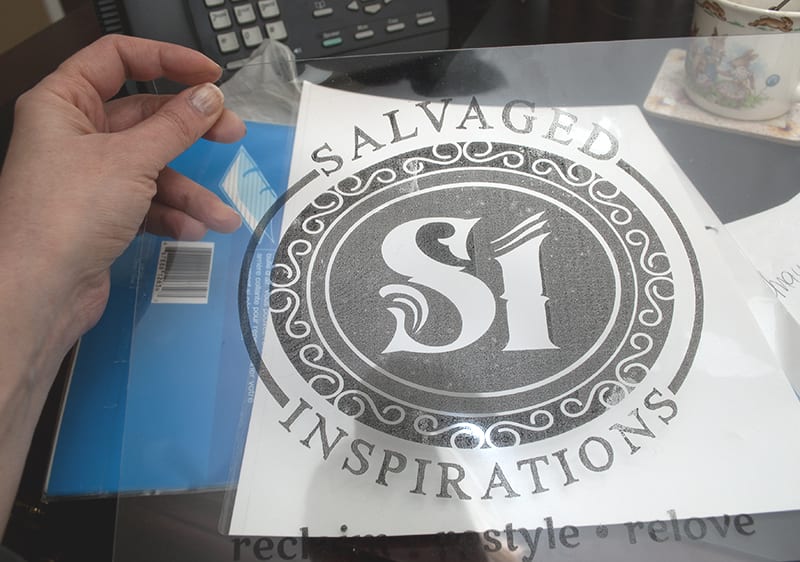 SALVAGED
Si
INSPIRATIONS
reclaim • restyle • relove